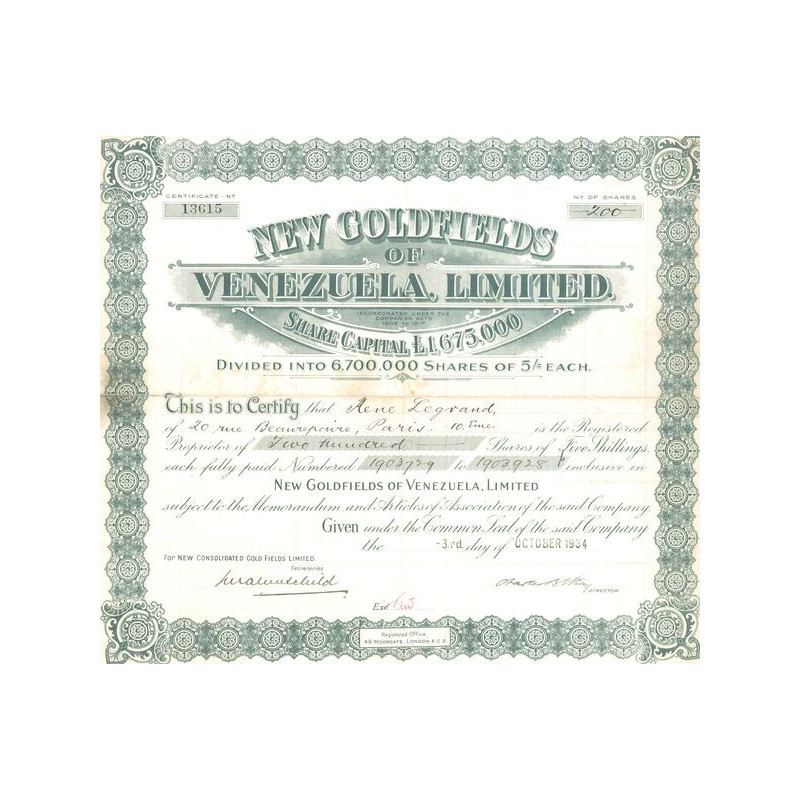 CERTIFICATE Nº
Nº OF SHARES
13615
200
NEW GOLDFIELDS
OF
VENEZUELA, LIMITED.
INCORPORATED UNDER THE
COMPANIES ACTS
1908 TO 1917
SHARE CAPITAL £1,675,000
DIVIDED INTO 6,700,000 SHARES OF 5/= EACH.
This is to Certify that Rene Legrand,
of 20 rue Beaurepaire, Paris. 10. eme. is the Registered
Proprietor of Two Hundred Shares of Five Shillings,
each fully paid Numbered 1903729 to 1903928 inclusive in
NEW GOLDFIELDS OF VENEZUELA, LIMITED
subject to the Memorandum and Articles of Association of the said Company.
Given under the Common Seal of the said Company
the -3.rd. day of OCTOBER 1934
FOR NEW CONSOLIDATED GOLD FIELDS LIMITED.
Secretaries
DIRECTOR
Exd
Registered Office:
49 MOORGATE, LONDON. E.C.2